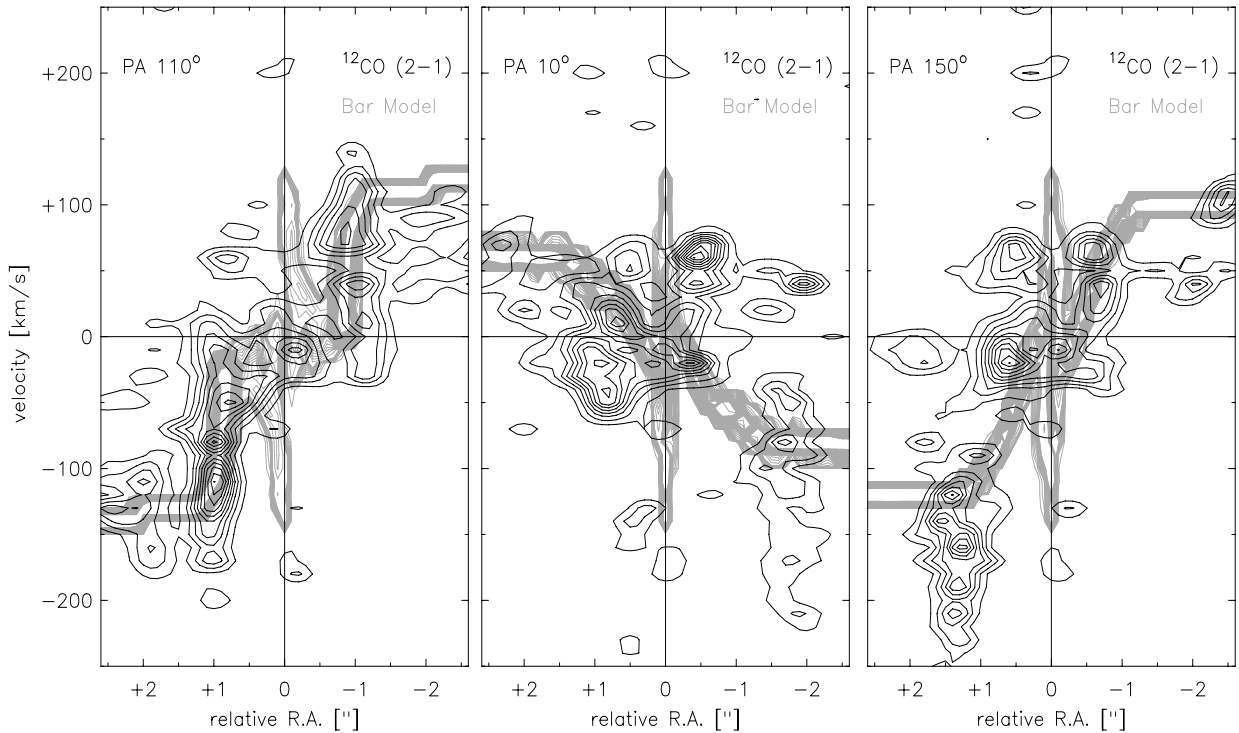 PA 110° ¹²CO (2−1)
Bar Model
PA 10° ¹²CO (2−1)
Bar Model
PA 150° ¹²CO (2−1)
Bar Model
velocity [km/s]
+200
+100
0
−100
−200
+2 +1 0 −1 −2
+2 +1 0 −1 −2
+2 +1 0 −1 −2
relative R.A. ["]
relative R.A. ["]
relative R.A. ["]